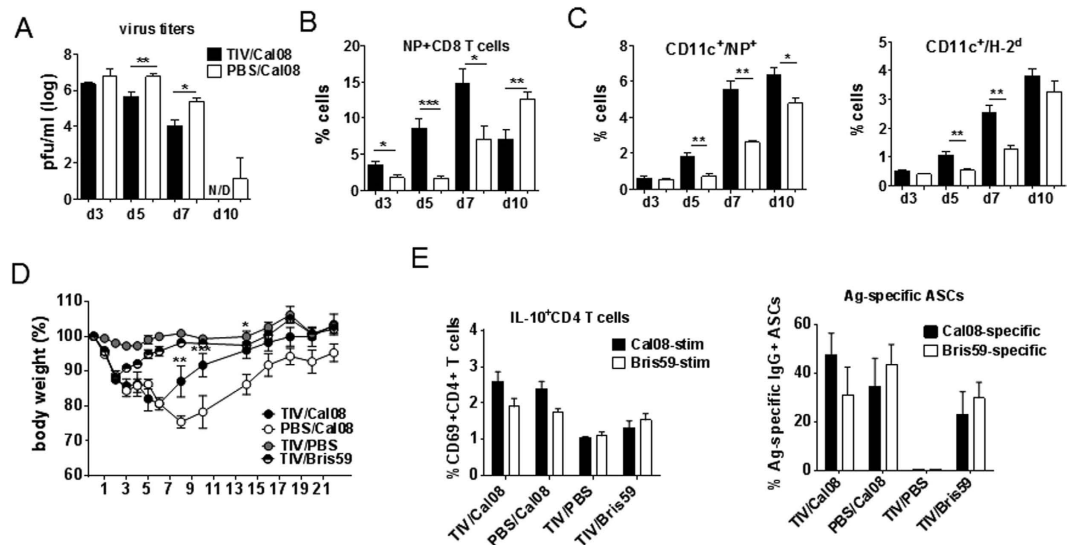 A
virus titers
TIV/Cal08
PBS/Cal08
pfu/ml (log)
8
6
4
2
0
**
*
N/D
d3 d5 d7 d10
B
NP+CD8 T cells
% cells
20
15
10
5
0
*
***
*
**
d3 d5 d7 d10
C
CD11c+/NP+
% cells
8
6
4
2
0
**
**
*
d3 d5 d7 d10
CD11c+/H-2d
% cells
5
4
3
2
1
0
**
**
d3 d5 d7 d10
D
body weight (%)
110
100
90
80
70
60
**
***
*
TIV/Cal08
PBS/Cal08
TIV/PBS
TIV/Bris59
1 3 5 7 9 11 13 15 17 19 21
E
IL-10+CD4 T cells
% CD69+CD4+ T cells
4
3
2
1
0
Cal08-stim
Bris59-stim
TIV/Cal08
PBS/Cal08
TIV/PBS
TIV/Bris59
Ag-specific ASCs
% Ag-specific IgG+ ASCs
60
40
20
0
Cal08-specific
Bris59-specific
TIV/Cal08
PBS/Cal08
TIV/PBS
TIV/Bris59